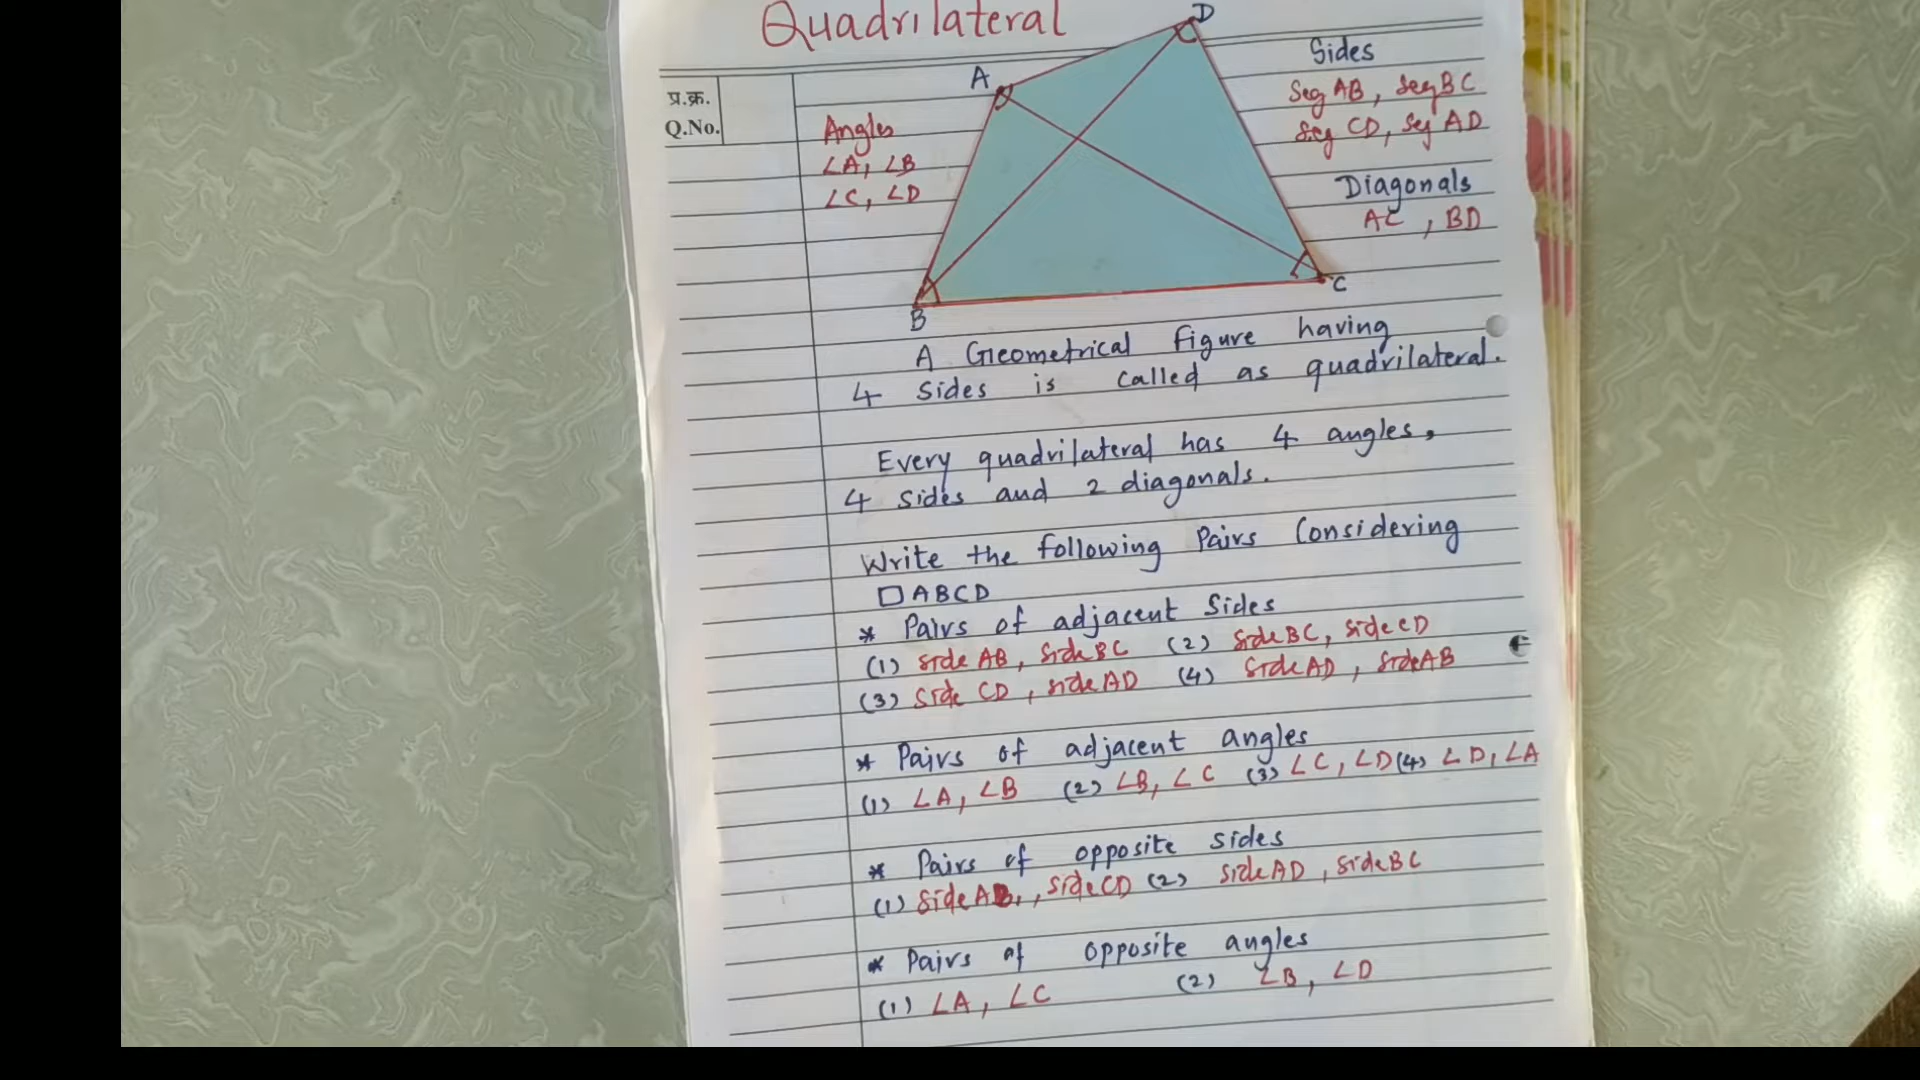 Quadrilateral
प्र.क्र.
Q.No.
Angles
∠A, ∠B
∠C, ∠D
A
D
B
C
Sides
Seg AB, Seg BC
Seg CD, Seg AD
Diagonals
AC , BD
A Geometrical figure having
4 Sides is called as quadrilateral.
Every quadrilateral has 4 angles,
4 sides and 2 diagonals.
Write the following Pairs Considering
□ ABCD
* Pairs of adjacent Sides
(1) side AB, side BC (2) side BC, side CD
(3) Side CD, side AD (4) Side AD, side AB
* Pairs of adjacent angles
(1) ∠A, ∠B (2) ∠B, ∠C (3) ∠C, ∠D (4) ∠D, ∠A
* Pairs of opposite sides
(1) Side AB, , side CD (2) side AD , side BC
* Pairs of opposite angles
(1) ∠A, ∠C (2) ∠B, ∠D